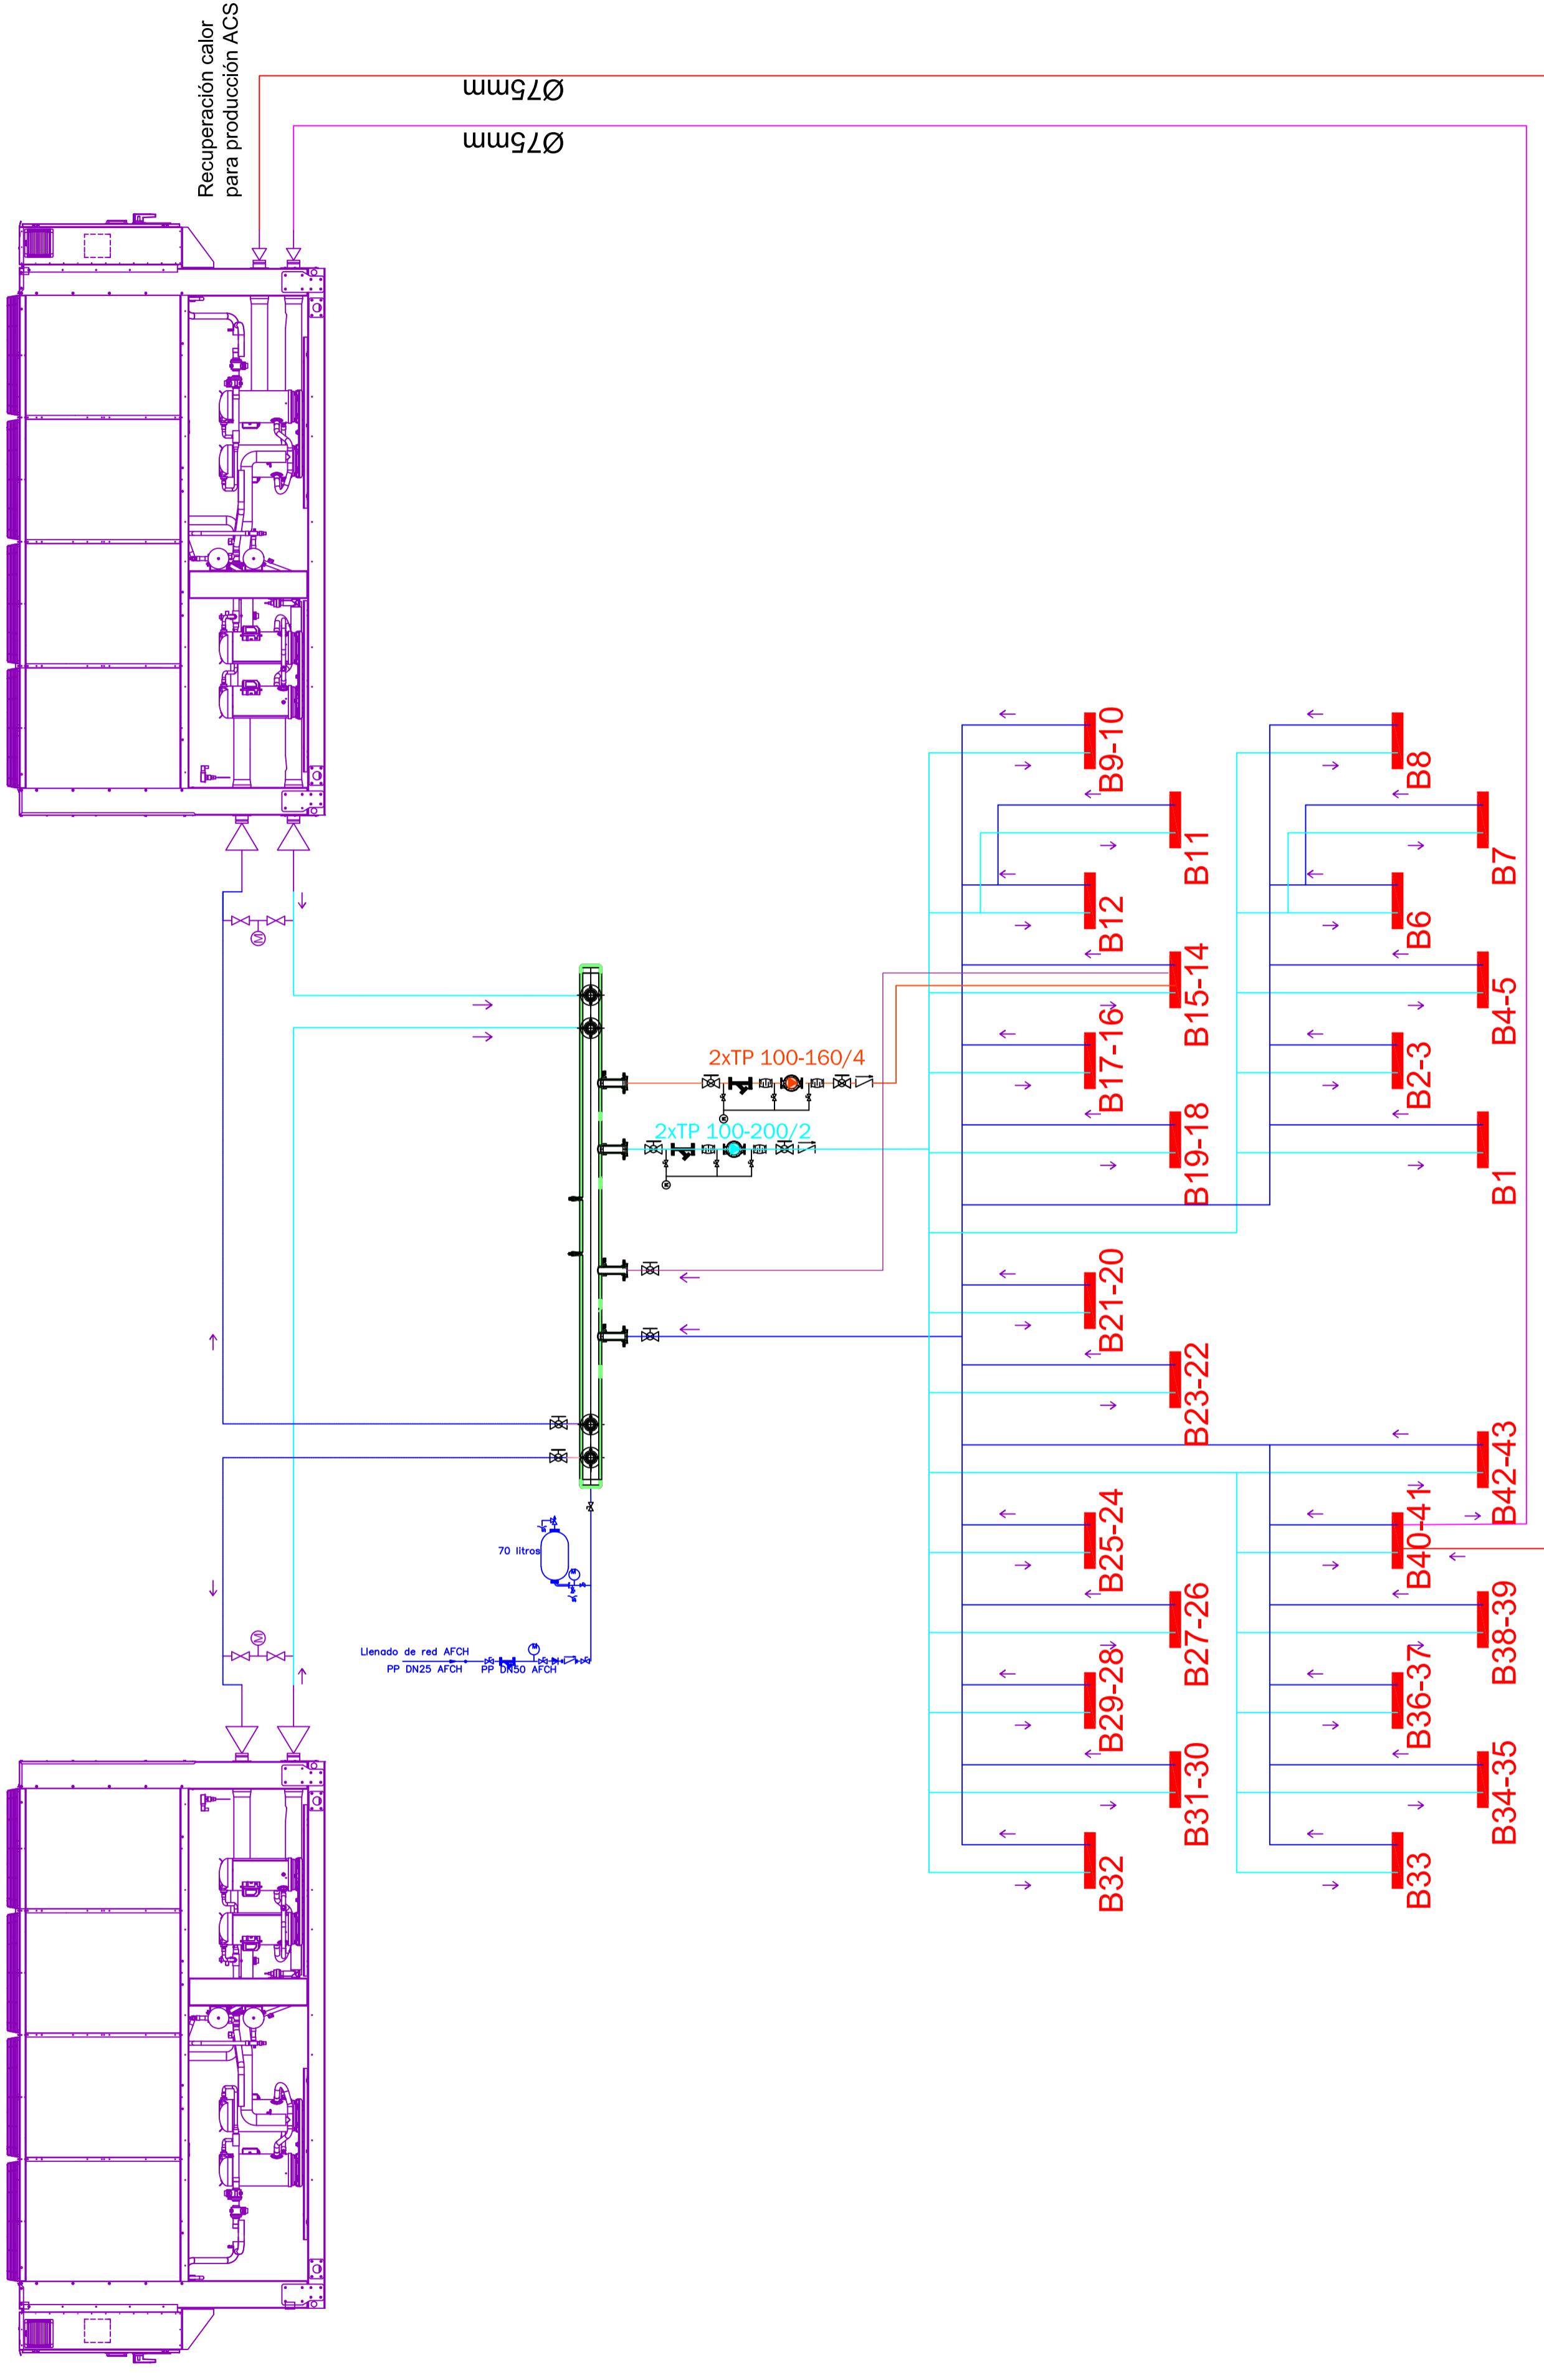 Recuperación calor
para producción ACS
Ø75mm
Ø75mm
2xTP 100-160/4
2xTP 100-200/2
70 litros
M
M
M
M
Llenado de red AFCH
PP DN25 AFCH
PP DN50 AFCH
B9-10
B11
B12
B15-14
B17-16
B19-18
B21-20
B23-22
B25-24
B27-26
B29-28
B31-30
B32
B8
B7
B6
B4-5
B2-3
B1
B42-43
B40-41
B38-39
B36-37
B34-35
B33